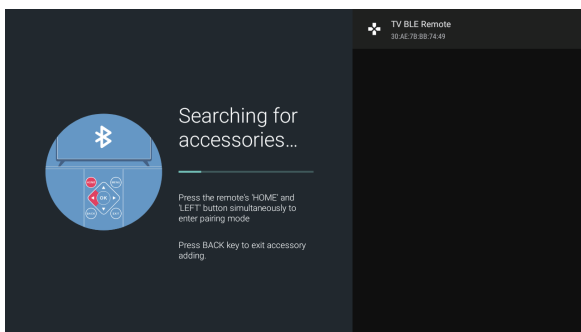 TV BLE Remote
30:AE:7B:BB:74:49
Searching for
accessories...
Press the remote's 'HOME' and
'LEFT' button simultaneously to
enter pairing mode
Press BACK key to exit accessory
adding.
OK